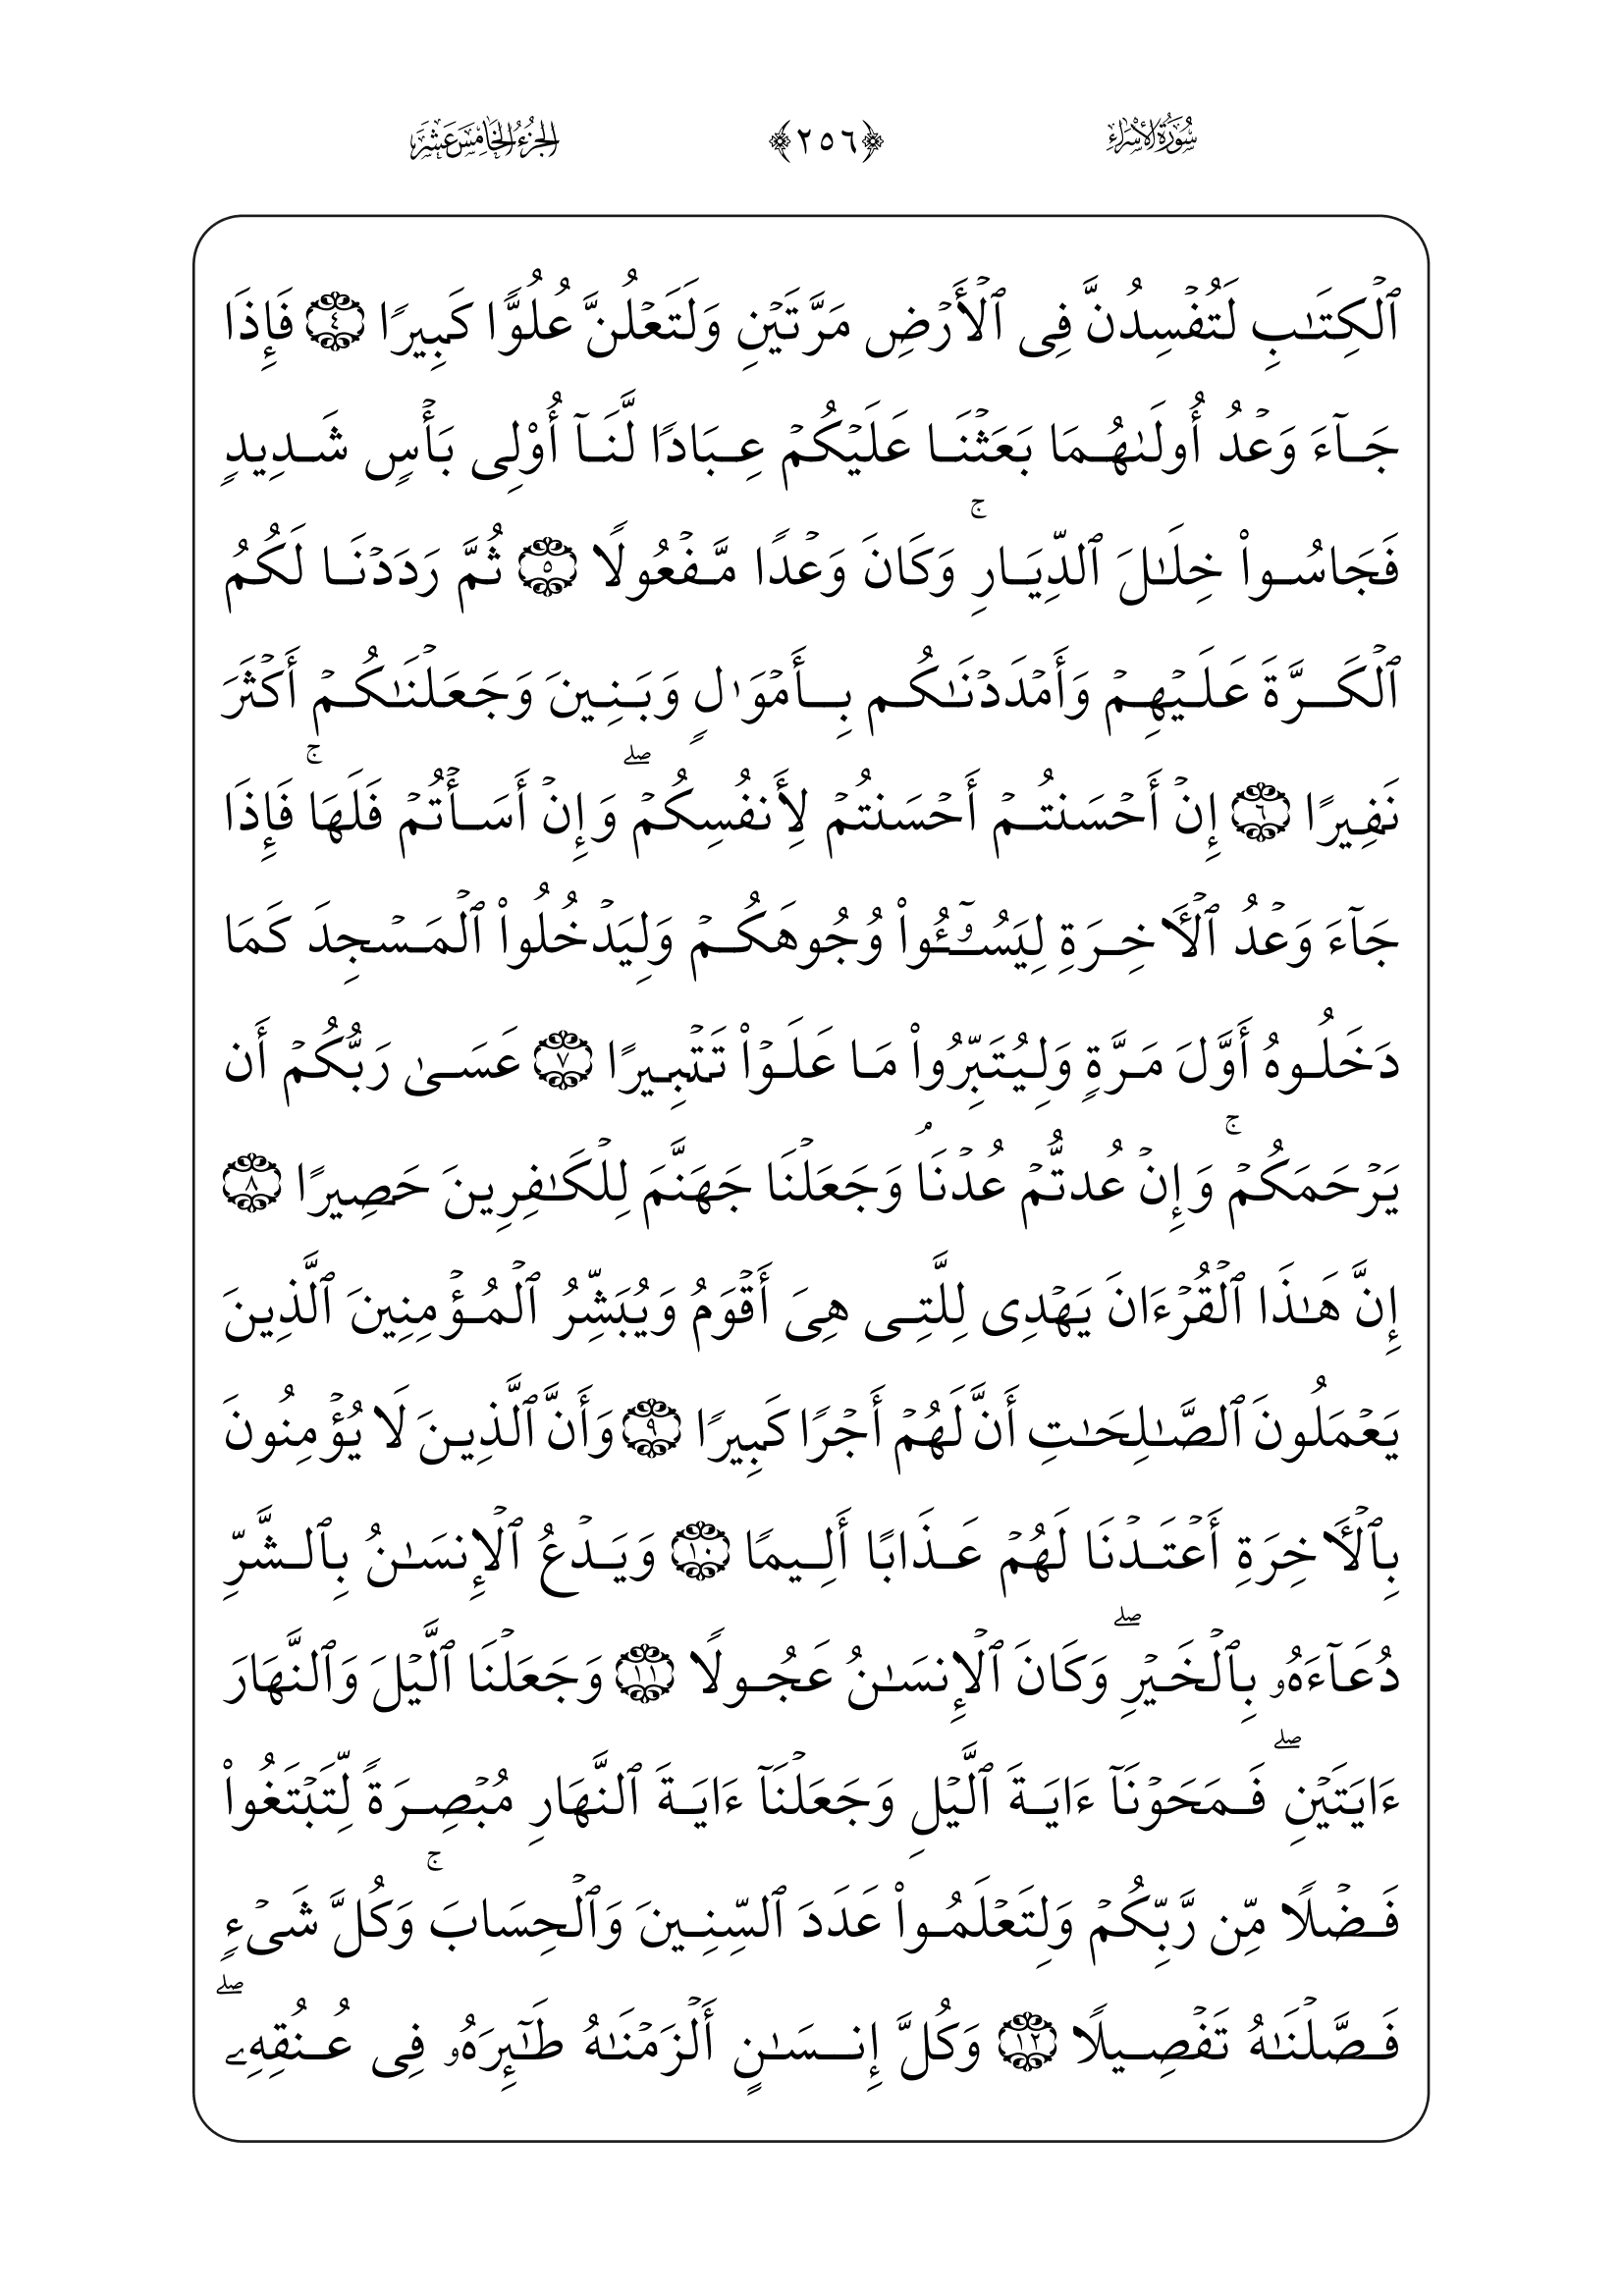 سُورَةُ الإِسْرَاءِ ﴿٢٥٦﴾ الجُزْءُ الخَامِسَ عَشَرَ
ٱلۡكِتَٰبِ لَتُفۡسِدُنَّ فِى ٱلۡأَرۡضِ مَرَّتَيۡنِ وَلَتَعۡلُنَّ عُلُوًّا كَبِيرًا ٤ فَإِذَا
جَآءَ وَعۡدُ أُولَىٰهُمَا بَعَثۡنَا عَلَيۡكُمۡ عِبَادًا لَّنَآ أُوْلِى بَأۡسٍ شَدِيدٍ
فَجَاسُواْ خِلَٰلَ ٱلدِّيَارِۚ وَكَانَ وَعۡدًا مَّفۡعُولًا ٥ ثُمَّ رَدَدۡنَا لَكُمُ
ٱلۡكَرَّةَ عَلَيۡهِمۡ وَأَمۡدَدۡنَٰكُم بِأَمۡوَٰلٍ وَبَنِينَ وَجَعَلۡنَٰكُمۡ أَكۡثَرَ
نَفِيرًا ٦ إِنۡ أَحۡسَنتُمۡ أَحۡسَنتُمۡ لِأَنفُسِكُمۡۖ وَإِنۡ أَسَأۡتُمۡ فَلَهَاۚ فَإِذَا
جَآءَ وَعۡدُ ٱلۡأٓخِرَةِ لِيَسُـُٔواْ وُجُوهَكُمۡ وَلِيَدۡخُلُواْ ٱلۡمَسۡجِدَ كَمَا
دَخَلُوهُ أَوَّلَ مَرَّةٍ وَلِيُتَبِّرُواْ مَا عَلَوۡاْ تَتۡبِيرًا ٧ عَسَىٰ رَبُّكُمۡ أَن
يَرۡحَمَكُمۡۚ وَإِنۡ عُدتُّمۡ عُدۡنَاۘ وَجَعَلۡنَا جَهَنَّمَ لِلۡكَٰفِرِينَ حَصِيرًا ٨
إِنَّ هَٰذَا ٱلۡقُرۡءَانَ يَهۡدِى لِلَّتِى هِىَ أَقۡوَمُ وَيُبَشِّرُ ٱلۡمُؤۡمِنِينَ ٱلَّذِينَ
يَعۡمَلُونَ ٱلصَّٰلِحَٰتِ أَنَّ لَهُمۡ أَجۡرًا كَبِيرًا ٩ وَأَنَّ ٱلَّذِينَ لَا يُؤۡمِنُونَ
بِٱلۡأٓخِرَةِ أَعۡتَدۡنَا لَهُمۡ عَذَابًا أَلِيمًا ١٠ وَيَدۡعُ ٱلۡإِنسَٰنُ بِٱلشَّرِّ
دُعَآءَهُۥ بِٱلۡخَيۡرِۖ وَكَانَ ٱلۡإِنسَٰنُ عَجُولًا ١١ وَجَعَلۡنَا ٱلَّيۡلَ وَٱلنَّهَارَ
ءَايَتَيۡنِۖ فَمَحَوۡنَآ ءَايَةَ ٱلَّيۡلِ وَجَعَلۡنَآ ءَايَةَ ٱلنَّهَارِ مُبۡصِرَةً لِّتَبۡتَغُواْ
فَضۡلًا مِّن رَّبِّكُمۡ وَلِتَعۡلَمُواْ عَدَدَ ٱلسِّنِينَ وَٱلۡحِسَابَۚ وَكُلَّ شَىۡءٍ
فَصَّلۡنَٰهُ تَفۡصِيلًا ١٢ وَكُلَّ إِنسَٰنٍ أَلۡزَمۡنَٰهُ طَٰٓئِرَهُۥ فِى عُنُقِهِۦۖ